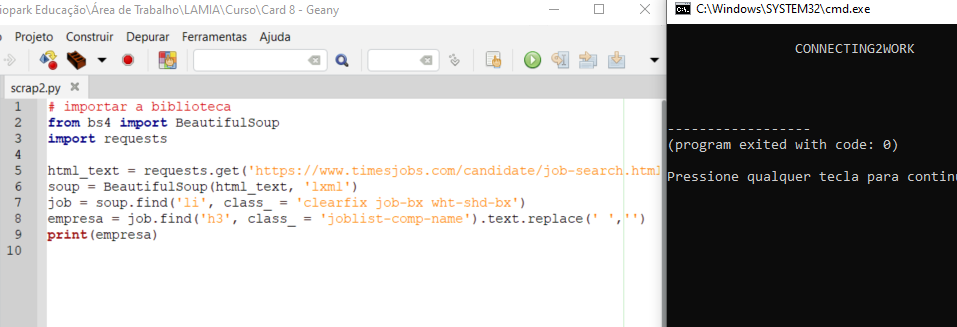 iopark Educação\Área de Trabalho\LAMIA\Curso\Card 8 - Geany
Projeto Construir Depurar Ferramentas Ajuda
scrap2.py
1 # importar a biblioteca
2 from bs4 import BeautifulSoup
3 import requests
4
5 html_text = requests.get('https://www.timesjobs.com/candidate/job-search.html
6 soup = BeautifulSoup(html_text, 'lxml')
7 job = soup.find('li', class_ = 'clearfix job-bx wht-shd-bx')
8 empresa = job.find('h3', class_ = 'joblist-comp-name').text.replace(' ','')
9 print(empresa)
10
C:\Windows\SYSTEM32\cmd.exe
CONNECTING2WORK
------------------
(program exited with code: 0)
Pressione qualquer tecla para continu